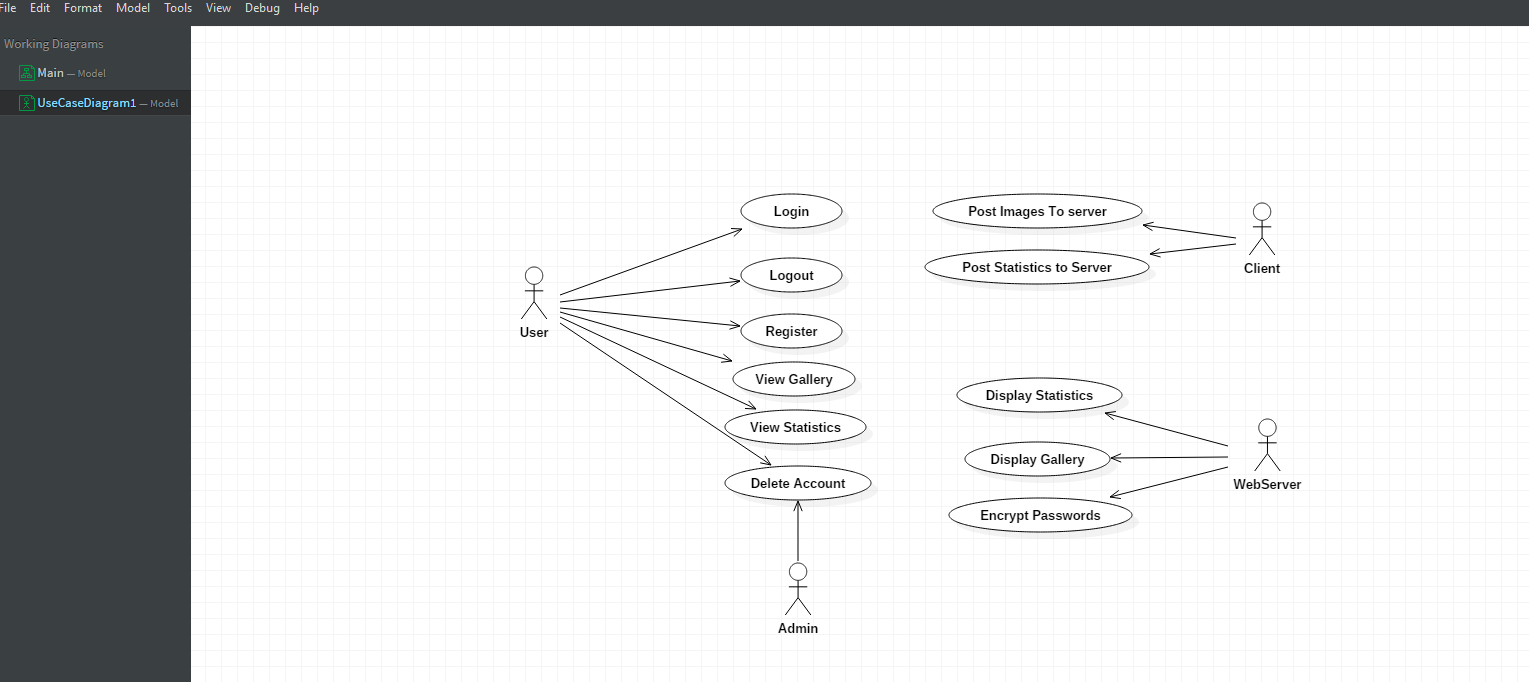 File Edit Format Model Tools View Debug Help
Working Diagrams
Main — Model
UseCaseDiagram1 — Model
Login
Logout
Register
View Gallery
View Statistics
Delete Account
User
Admin
Post Images To server
Post Statistics to Server
Client
Display Statistics
Display Gallery
Encrypt Passwords
WebServer